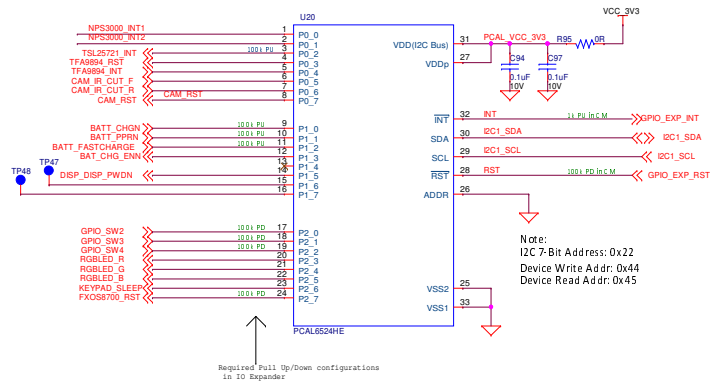 VCC_3V3
U20
NPS3000_INT1 1 P0_0
NPS3000_INT2 2 P0_1
TSL25721_INT 100k PU 3 P0_2
TFA9894_RST 4 P0_3
TFA9894_INT 5 P0_4
CAM_IR_CUT_F 6 P0_5
CAM_IR_CUT_R 7 P0_6
CAM_RST CAM_RST 8 P0_7
VDD(I2C Bus) 31 PCAL_VCC_3V3 R95 0R
VDDp 27
C94 C97
0.1uF 0.1uF
10V 10V
BATT_CHGN 100k PU 9 P1_0
BATT_PPRN 100k PU 10 P1_1
BATT_FASTCHARGE 100k PU 11 P1_2
BAT_CHG_ENN 12 P1_3
13 P1_4
DISP_DISP_PWDN 14 P1_5
TP47 15 P1_6
TP48 16 P1_7
INT 32 INT 1k PU in CM GPIO_EXP_INT
SDA 30 I2C1_SDA I2C1_SDA
SCL 29 I2C1_SCL I2C1_SCL
RST 28 RST 100k PD in CM GPIO_EXP_RST
ADDR 26
GPIO_SW2 100k PD 17 P2_0
GPIO_SW3 100k PD 18 P2_1
GPIO_SW4 100k PD 19 P2_2
RGBLED_R 20 P2_3
RGBLED_G 21 P2_4
RGBLED_B 22 P2_5
KEYPAD_SLEEP 23 P2_6
FXOS8700_RST 100k PD 24 P2_7
VSS2 25
VSS1 33
PCAL6524HE
Note:
I2C 7-Bit Address: 0x22
Device Write Addr: 0x44
Device Read Addr: 0x45
Required Pull Up/Down configurations
in IO Expander